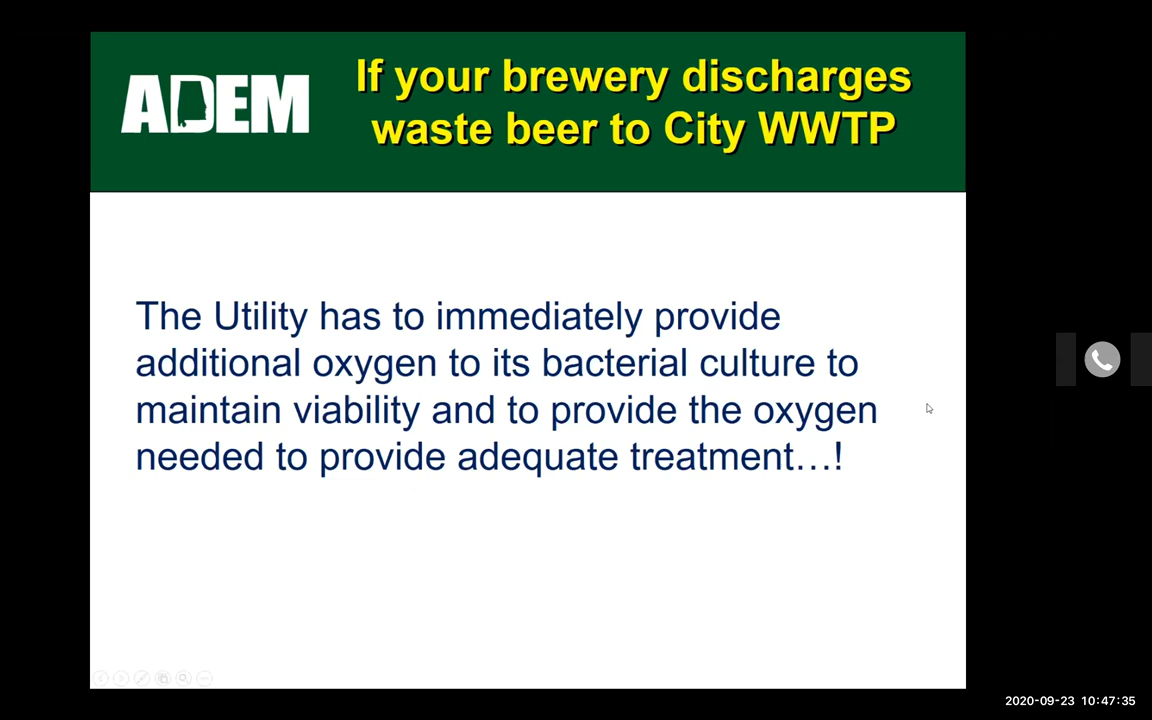 ADEM
If your brewery discharges
waste beer to City WWTP
The Utility has to immediately provide
additional oxygen to its bacterial culture to
maintain viability and to provide the oxygen
needed to provide adequate treatment…!
2020-09-23 10:47:35